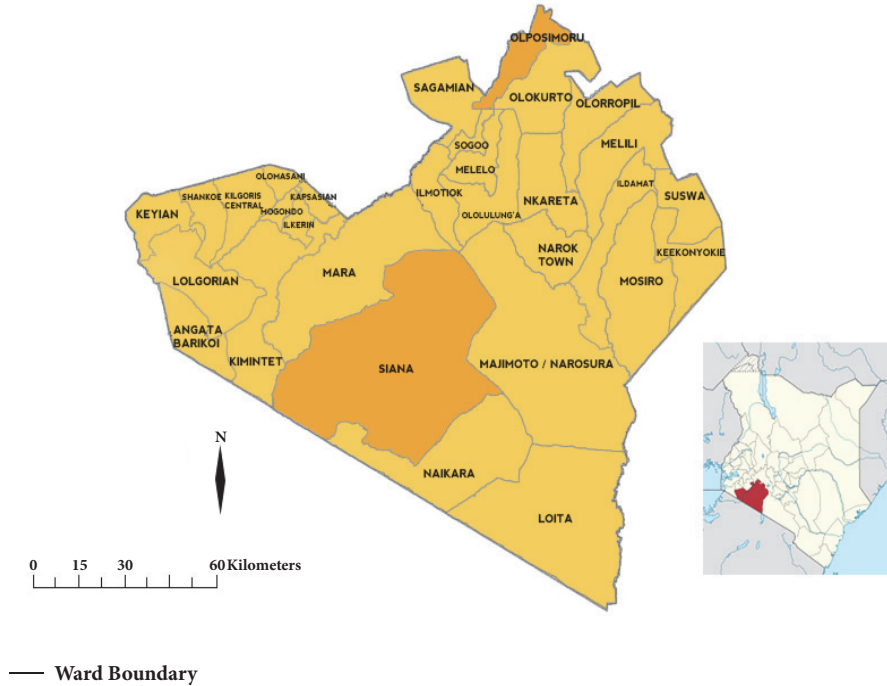 OLPOSIMORU
SAGAMIAN
OLOKURTO
OLORROPIL
SOGOO
MELILI
MELELO
OLOMASANI
ILDAMAT
SHANKOE
KILGORIS
CENTRAL
KAPSASIAN
ILMOTIOK
NKARETA
SUSWA
KEYIAN
MOGONDO
ILKERIN
OLOLULUNG'A
NAROK
TOWN
KEEKONYOKIE
LOLGORIAN
MARA
MOSIRO
ANGATA
BARIKOI
KIMINTET
SIANA
MAJIMOTO / NAROSURA
N
NAIKARA
LOITA
0 15 30 60 Kilometers
Ward Boundary